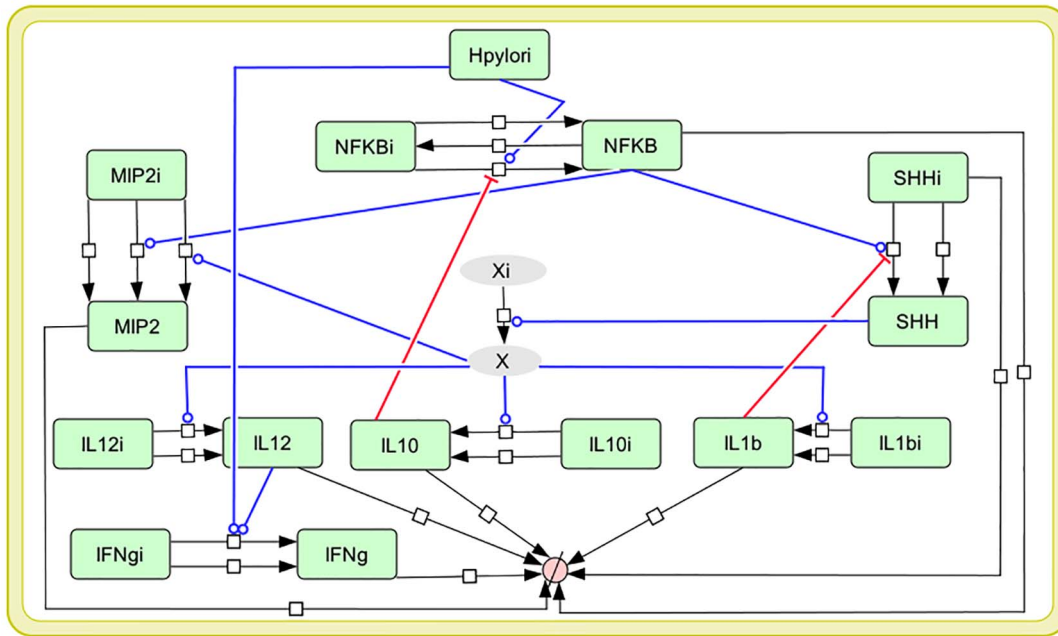 Hpylori
NFKBi
NFKB
MIP2i
SHHi
Xi
MIP2
SHH
X
IL12i
IL12
IL10
IL10i
IL1b
IL1bi
IFNgi
IFNg